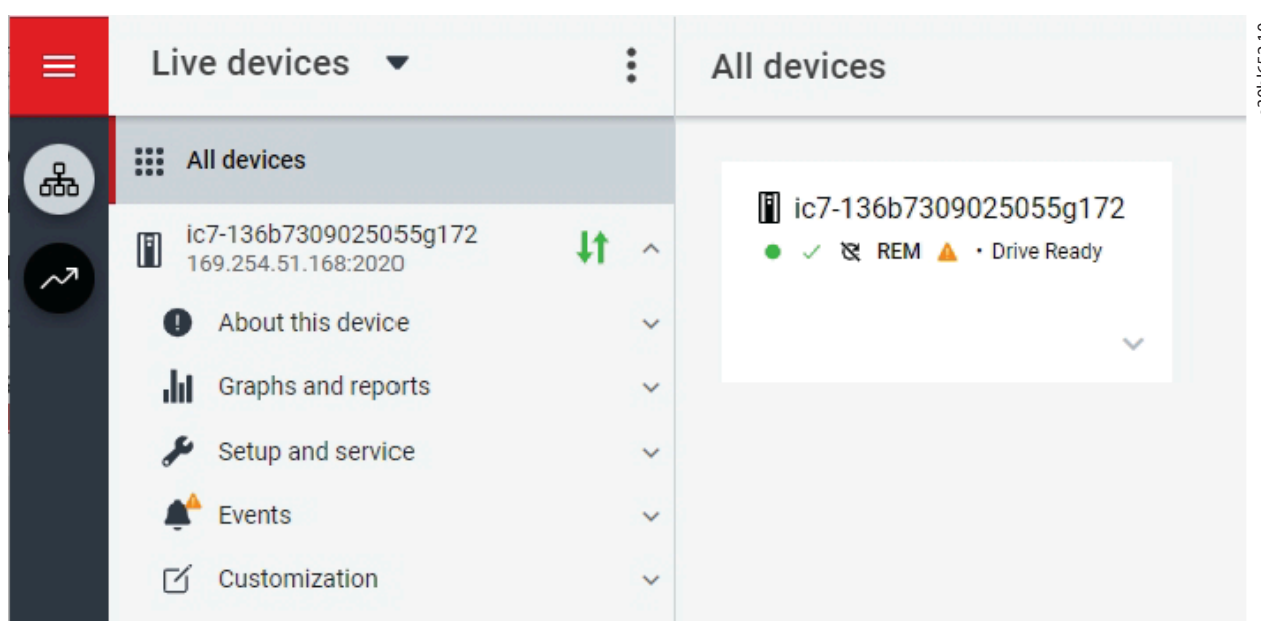 Live devices
All devices
All devices
ic7-136b7309025055g172
169.254.51.168:2020
About this device
Graphs and reports
Setup and service
Events
Customization
ic7-136b7309025055g172
REM • Drive Ready